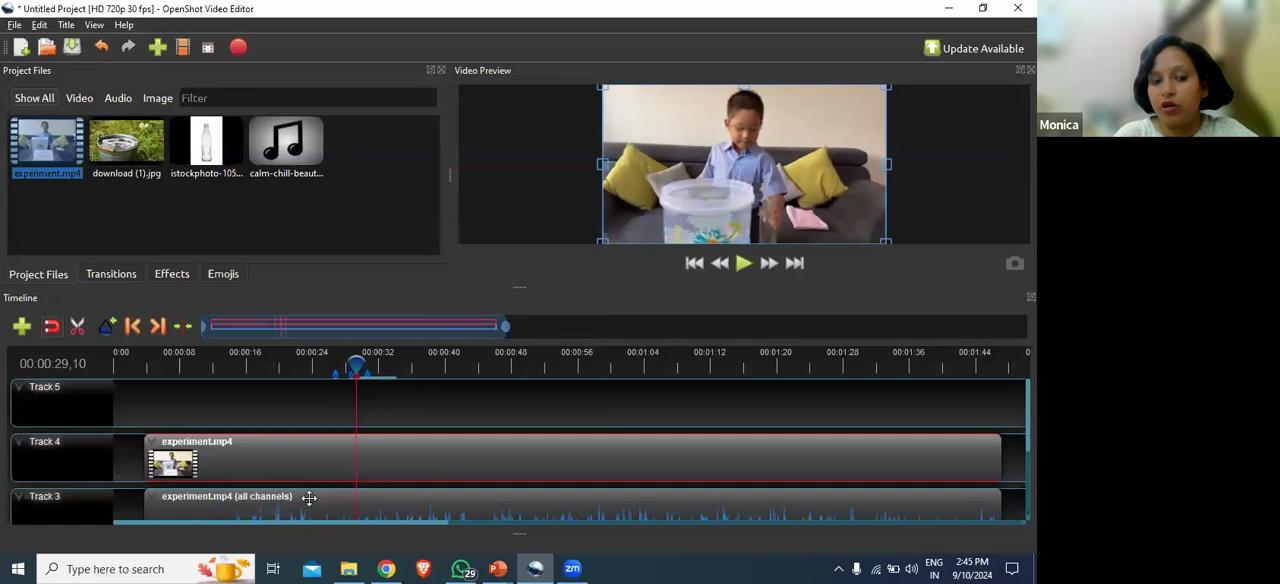 * Untitled Project [HD 720p 30 fps] - OpenShot Video Editor
File Edit Title View Help
Update Available
Project Files
Video Preview
Show All Video Audio Image Filter
Monica
experiment.mp4 download (1).jpg istockphoto-105... calm-chill-beaut...
Project Files Transitions Effects Emojis
Timeline
00:00:29,10
0:00 00:00:08 00:00:16 00:00:24 00:00:32 00:00:40 00:00:48 00:00:56 00:01:04 00:01:12 00:01:20 00:01:28 00:01:36 00:01:44 0
Track 5
Track 4 experiment.mp4
Track 3 experiment.mp4 (all channels)
Type here to search
29
zm
ENG
IN
2:45 PM
9/10/2024